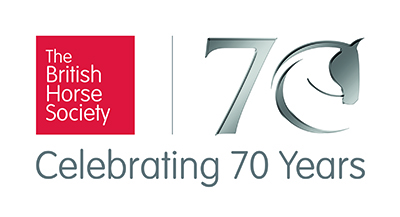 The
British
Horse
Society
70
Celebrating 70 Years